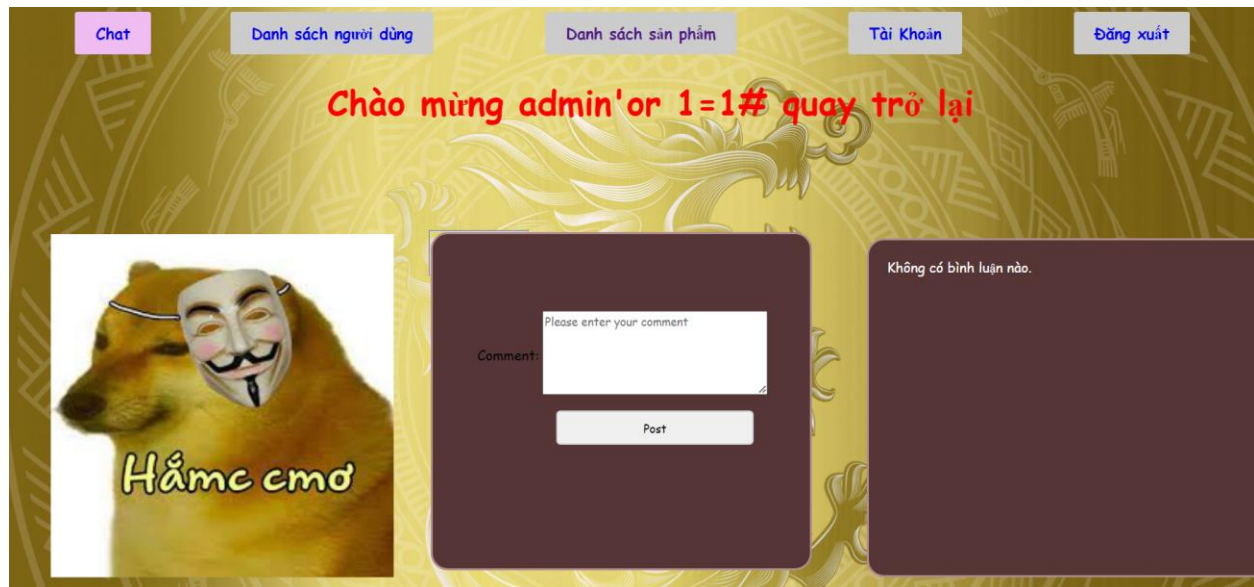 Chat
Danh sách người dùng
Danh sách sản phẩm
Tài Khoản
Đăng xuất
Chào mừng admin'or 1=1# quay trở lại
Hắmc cmơ
Comment:
Please enter your comment
Post
Không có bình luận nào.